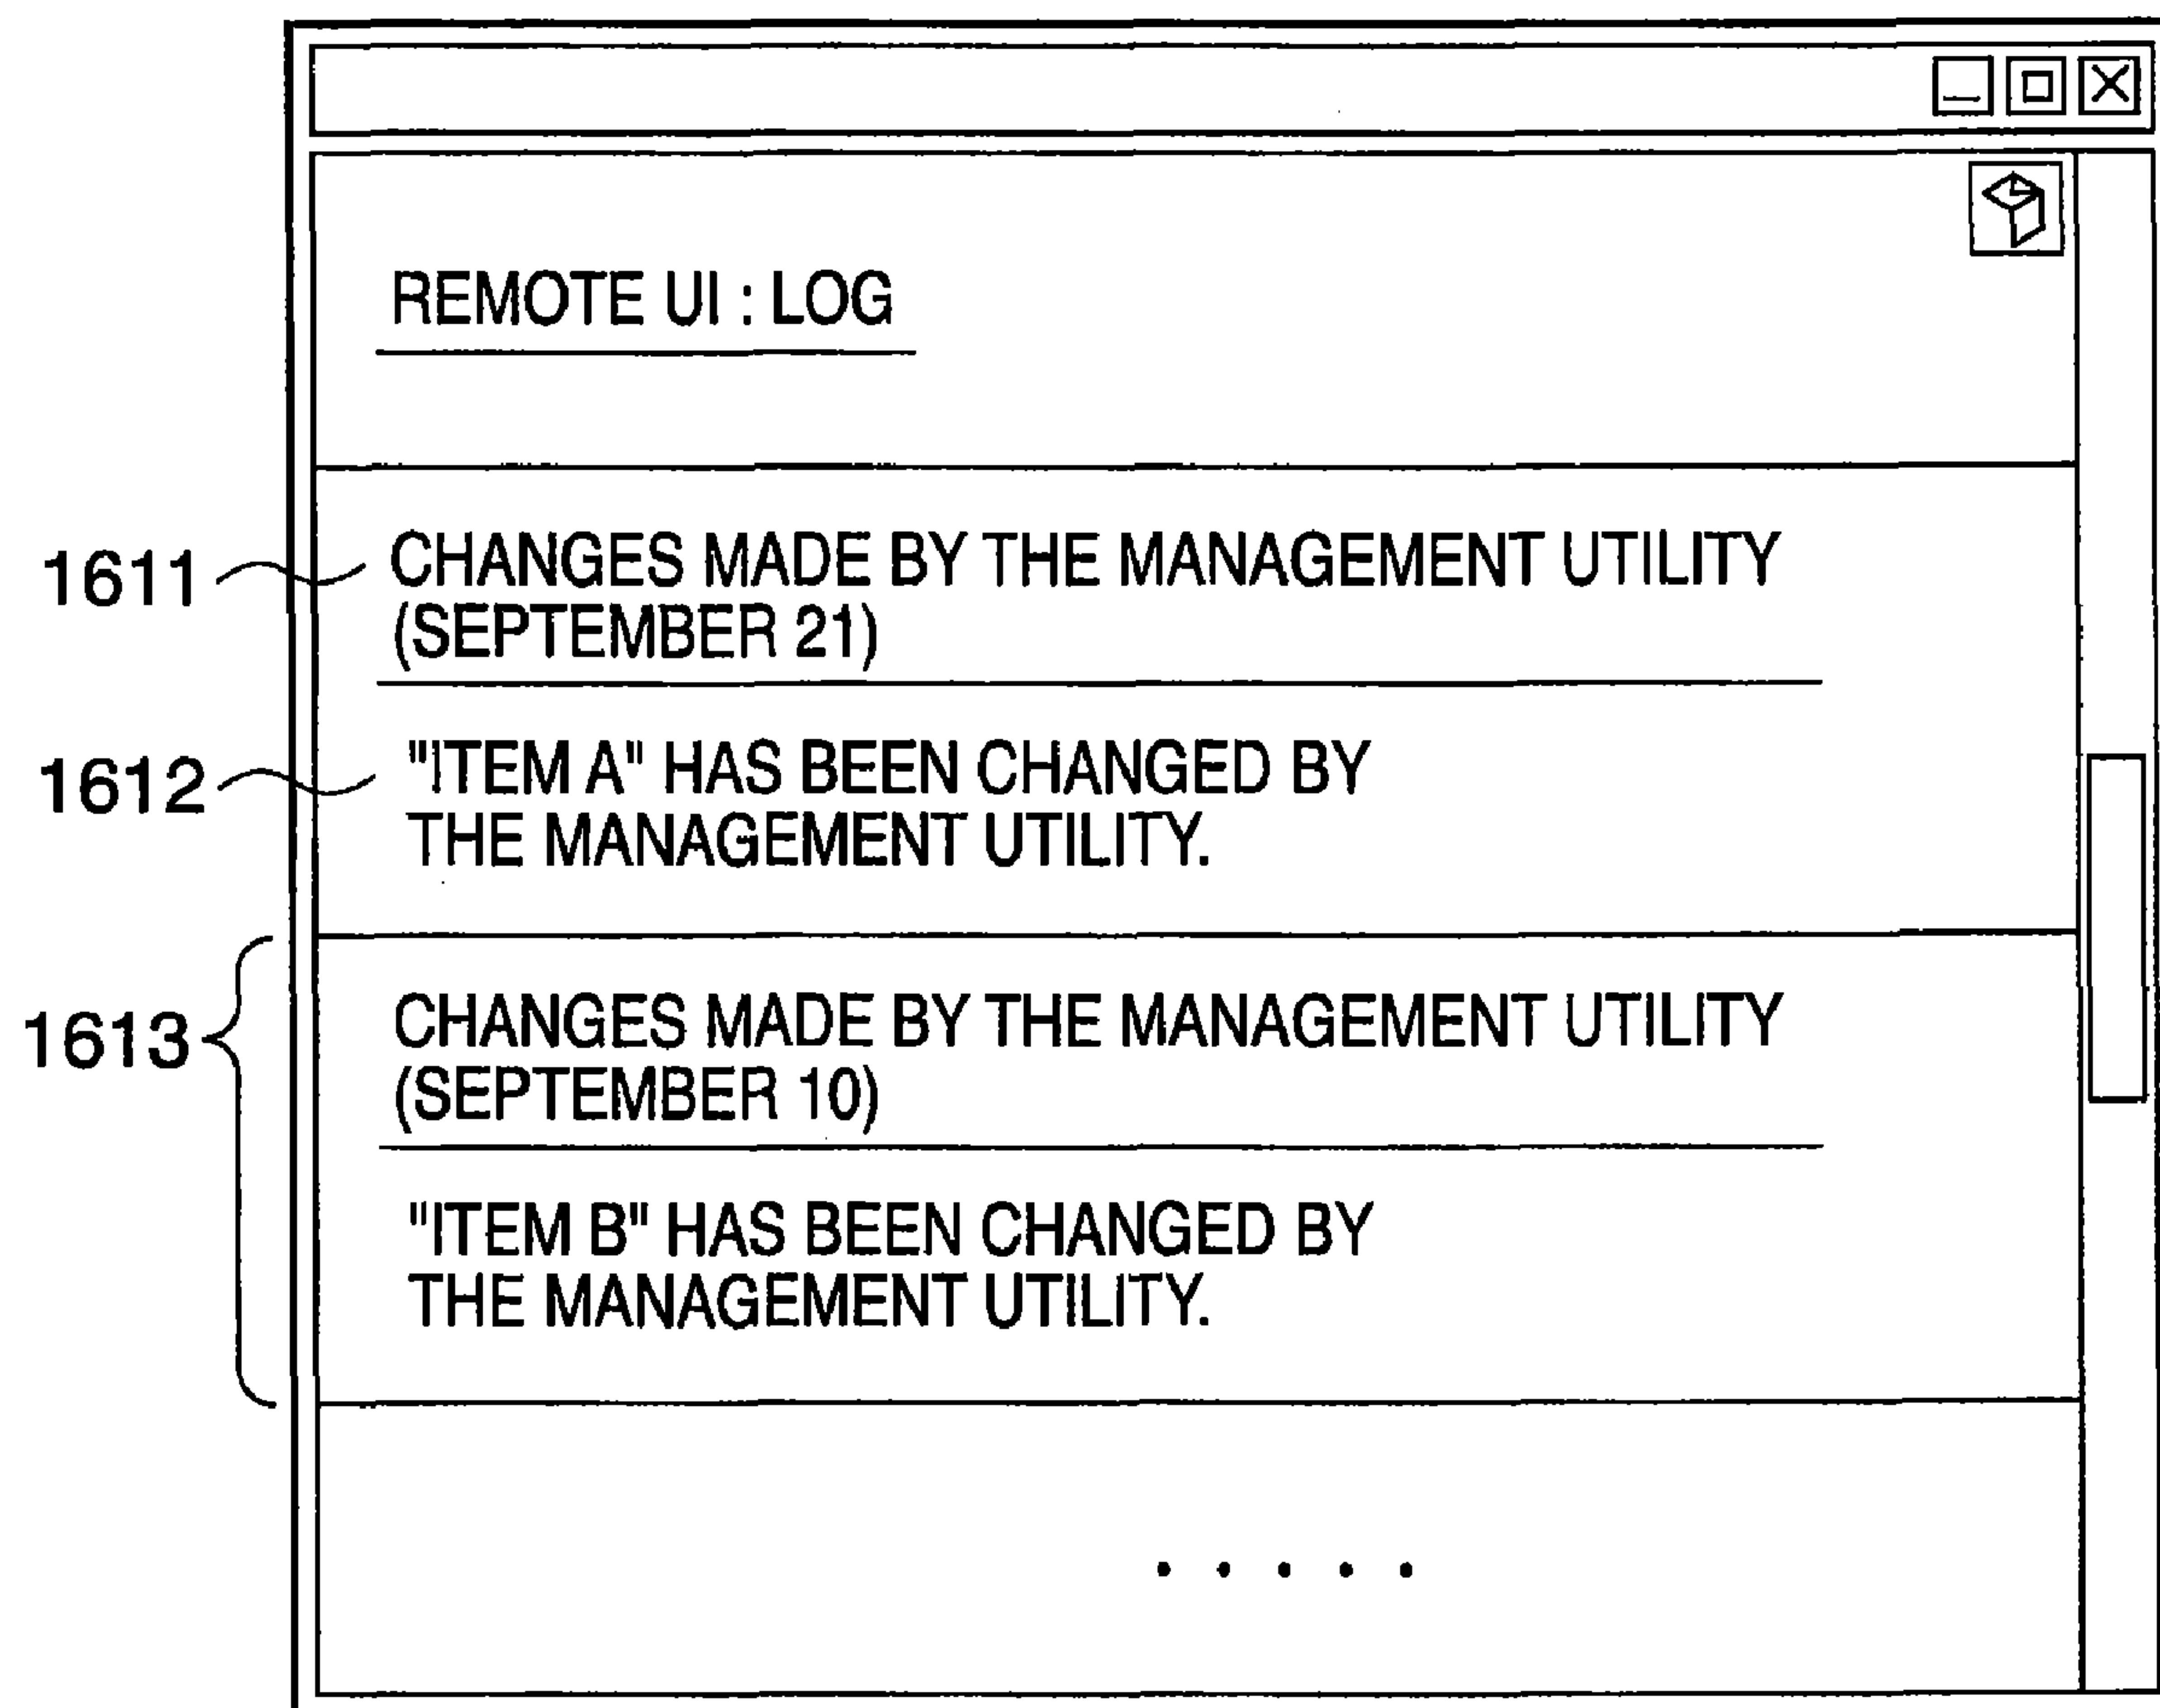 REMOTE UI : LOG
1611
CHANGES MADE BY THE MANAGEMENT UTILITY
(SEPTEMBER 21)
1612
"ITEM A" HAS BEEN CHANGED BY
THE MANAGEMENT UTILITY.
1613
CHANGES MADE BY THE MANAGEMENT UTILITY
(SEPTEMBER 10)
"ITEM B" HAS BEEN CHANGED BY
THE MANAGEMENT UTILITY.
. . . . .